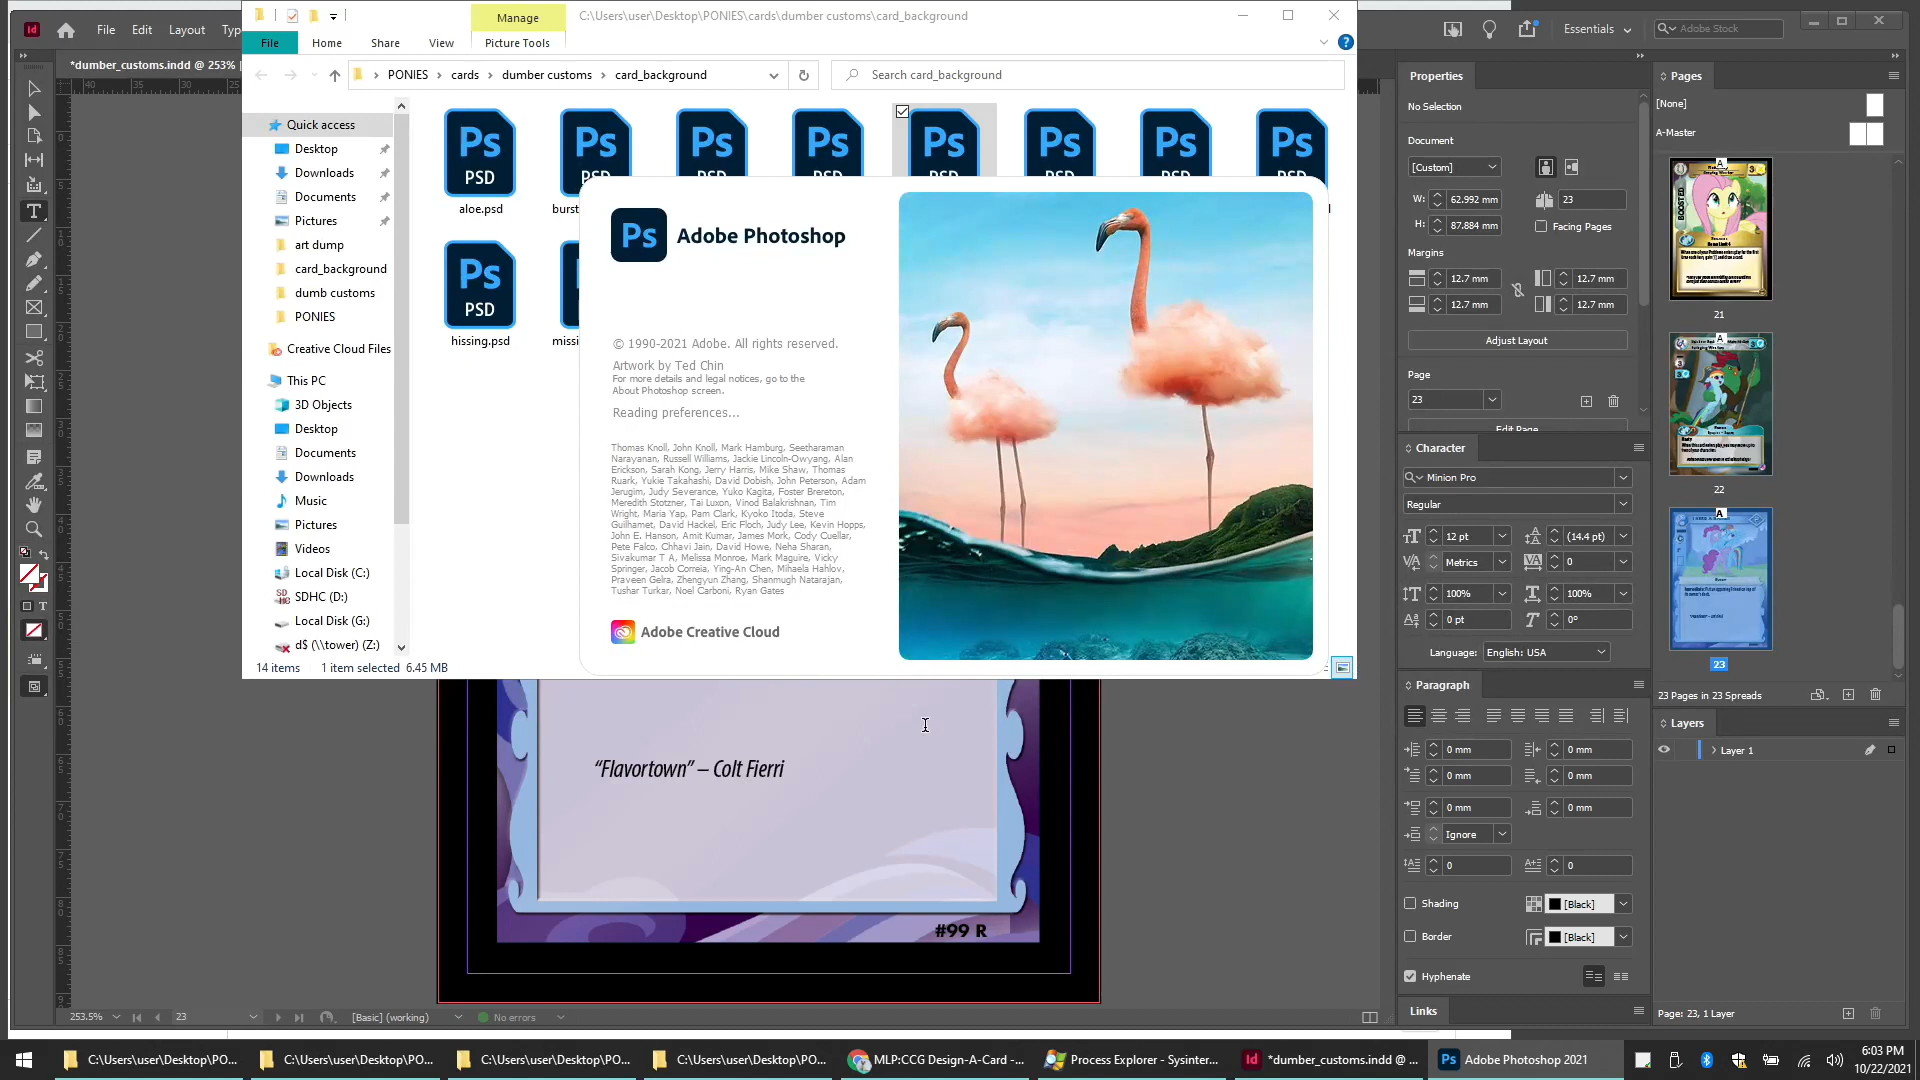 File Edit Layout Typ
Manage
C:\Users\user\Desktop\PONIES\cards\dumber customs\card_background
Essentials
Adobe Stock
File Home Share View Picture Tools
*dumber_customs.indd @ 253%
PONIES cards dumber customs card_background
Search card_background
Quick access
Desktop
Downloads
Documents
Pictures
art dump
card_background
dumb customs
PONIES
Creative Cloud Files
This PC
3D Objects
Desktop
Documents
Downloads
Music
Pictures
Videos
Local Disk (C:)
SDHC (D:)
Local Disk (G:)
d$ (\\tower) (Z:)
14 items 1 item selected 6.45 MB
Ps Ps Ps Ps Ps Ps Ps Ps
PSD
aloe.psd
Ps
PSD
hissing.psd
Ps Adobe Photoshop
© 1990-2021 Adobe. All rights reserved.
Artwork by Ted Chin
For more details and legal notices, go to the
About Photoshop screen.
Reading preferences...
Thomas Knoll, John Knoll, Mark Hamburg, Seetharaman
Narayanan, Russell Williams, Jackie Lincoln-Owyang, Alan
Erickson, Sarah Kong, Jerry Harris, Mike Shaw, Thomas
Ruark, Yukie Takahashi, David Dobish, John Peterson, Adam
Jerugim, Judy Severance, Yuko Kagita, Foster Brereton,
Meredith Stotzner, Tai Luxon, Vinod Balakrishnan, Tim
Wright, Maria Yap, Pam Clark, Kyoko Itoda, Steve
Guilhamet, David Hackel, Eric Floch, Judy Lee, Kevin Hopps,
John E. Hanson, Amit Kumar, James Mork, Cody Cuellar,
Pete Falco, Chhavi Jain, David Howe, Neha Sharan,
Sivakumar T A, Melissa Monroe, Mark Maguire, Vicky
Springer, Jacob Correia, Ying-An Chen, Mihaela Hahlov,
Praveen Gelra, Zhengyun Zhang, Shanmugh Natarajan,
Tushar Turkar, Noel Carboni, Ryan Gates
Adobe Creative Cloud
“Flavortown” – Colt Fierri
#99 R
253.5% 23 [Basic] (working) No errors
Properties
No Selection
Document
[Custom]
W: 62.992 mm 23
H: 87.884 mm Facing Pages
Margins
12.7 mm 12.7 mm
12.7 mm 12.7 mm
Adjust Layout
Page
23
Edit Page
Character
Minion Pro
Regular
12 pt (14.4 pt)
Metrics 0
100% 100%
0 pt 0°
Language: English: USA
Paragraph
0 mm 0 mm
0 mm 0 mm
0 mm 0 mm
Ignore
0 0
Shading [Black]
Border [Black]
Hyphenate
Links
Pages
[None]
A-Master
A
BOOSTED
21
A
22
A
23
23 Pages in 23 Spreads
Layers
Layer 1
Page: 23, 1 Layer
C:\Users\user\Desktop\PO... C:\Users\user\Desktop\PO... C:\Users\user\Desktop\PO... C:\Users\user\Desktop\PO... MLP:CCG Design-A-Card -... Process Explorer - Sysinter... *dumber_customs.indd @ ... Adobe Photoshop 2021
6:03 PM
10/22/2021